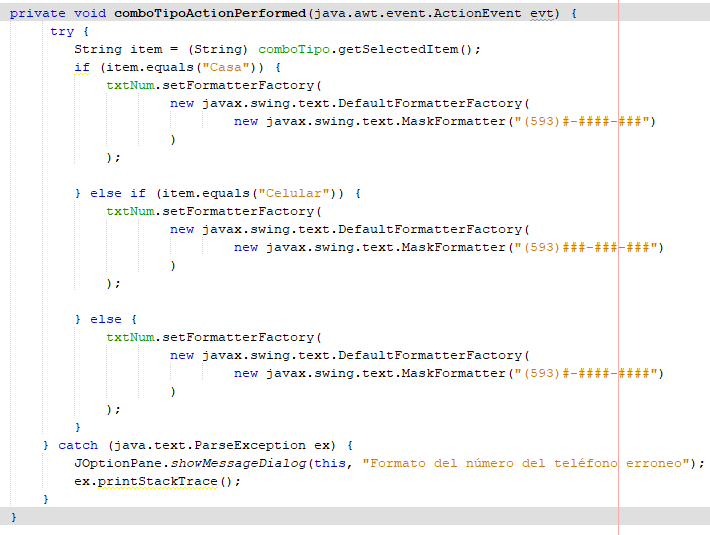 private void comboTipoActionPerformed(java.awt.event.ActionEvent evt) {
try {
String item = (String) comboTipo.getSelectedItem();
if (item.equals("Casa")) {
txtNum.setFormatterFactory(
new javax.swing.text.DefaultFormatterFactory(
new javax.swing.text.MaskFormatter("(593)#-####-###")
)
);
} else if (item.equals("Celular")) {
txtNum.setFormatterFactory(
new javax.swing.text.DefaultFormatterFactory(
new javax.swing.text.MaskFormatter("(593)###-###-###")
)
);
} else {
txtNum.setFormatterFactory(
new javax.swing.text.DefaultFormatterFactory(
new javax.swing.text.MaskFormatter("(593)#-####-####")
)
);
}
} catch (java.text.ParseException ex) {
JOptionPane.showMessageDialog(this, "Formato del número del teléfono erroneo");
ex.printStackTrace();
}
}